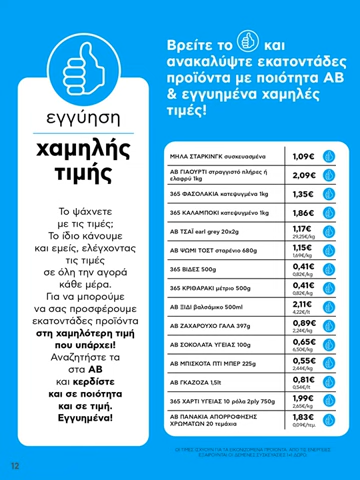 εγγύηση
χαμηλής
τιμής
Το ψάχνετε
με τις τιμές;
Το ίδιο κάνουμε
και εμείς, ελέγχοντας
τις τιμές
σε όλη την αγορά
κάθε μέρα.
Για να μπορούμε
να σας προσφέρουμε
εκατοντάδες προϊόντα
στη χαμηλότερη τιμή
που υπάρχει!
Αναζητήστε τα
στα ΑΒ
και κερδίστε
και σε ποιότητα
και σε τιμή.
Εγγυημένα!
Βρείτε το και
ανακαλύψτε εκατοντάδες
προϊόντα με ποιότητα ΑΒ
& εγγυημένα χαμηλές
τιμές!
ΜΗΛΑ ΣΤΑΡΚΙΝΓΚ συσκευασμένα 1,09€
ΑΒ ΓΙΑΟΥΡΤΙ στραγγιστό πλήρες ή
ελαφρύ 1kg 2,09€
365 ΦΑΣΟΛΑΚΙΑ κατεψυγμένα 1kg 1,35€
365 ΚΑΛΑΜΠΟΚΙ κατεψυγμένο 1kg 1,86€
ΑΒ ΤΣΑΪ earl grey 20x2g 1,17€
29,25€/kg
ΑΒ ΨΩΜΙ ΤΟΣΤ σταρένιο 680g 1,15€
1,69€/kg
365 ΒΙΔΕΣ 500g 0,41€
0,82€/kg
365 ΚΡΙΘΑΡΑΚΙ μέτριο 500g 0,41€
0,82€/kg
ΑΒ ΞΙΔΙ βαλσάμικο 500ml 2,11€
4,22€/lt
ΑΒ ΖΑΧΑΡΟΥΧΟ ΓΑΛΑ 397g 0,89€
2,24€/kg
ΑΒ ΣΟΚΟΛΑΤΑ ΥΓΕΙΑΣ 100g 0,65€
6,50€/kg
ΑΒ ΜΠΙΣΚΟΤΑ ΠΤΙ ΜΠΕΡ 225g 0,55€
2,44€/kg
ΑΒ ΓΚΑΖΟΖΑ 1,5lt 0,81€
0,54€/lt
365 ΧΑΡΤΙ ΥΓΕΙΑΣ 10 ρόλα 2ply 750g 1,99€
2,65€/kg
ΑΒ ΠΑΝΑΚΙΑ ΑΠΟΡΡΟΦΗΣΗΣ
ΧΡΩΜΑΤΩΝ 20 τεμάχια 1,83€
0,09€/τεμ.
12